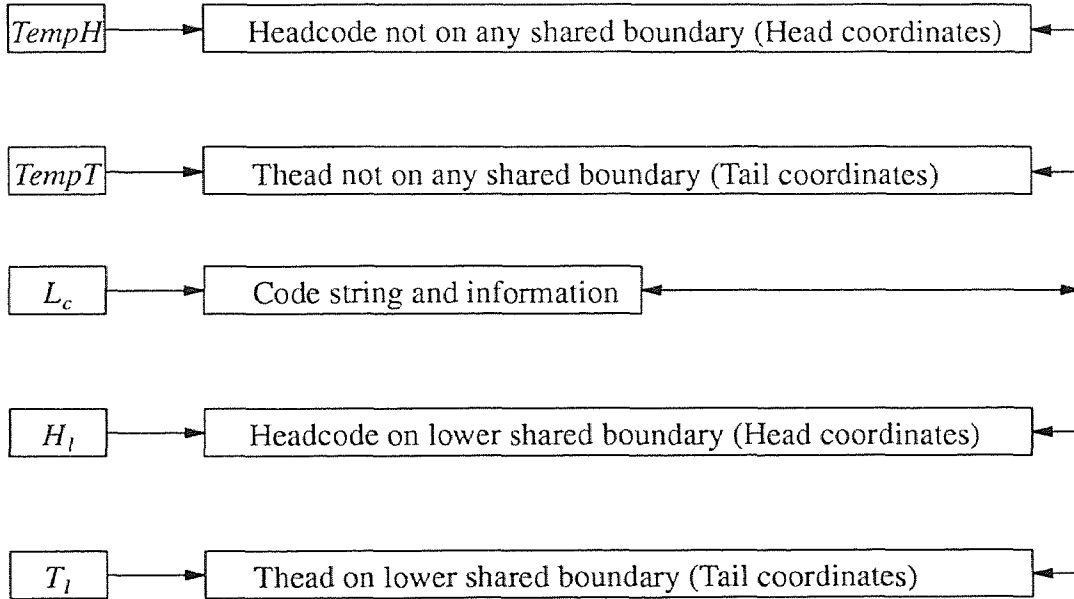 TempH Headcode not on any shared boundary (Head coordinates)
TempT Thead not on any shared boundary (Tail coordinates)
L_c Code string and information
H_l Headcode on lower shared boundary (Head coordinates)
T_l Thead on lower shared boundary (Tail coordinates)